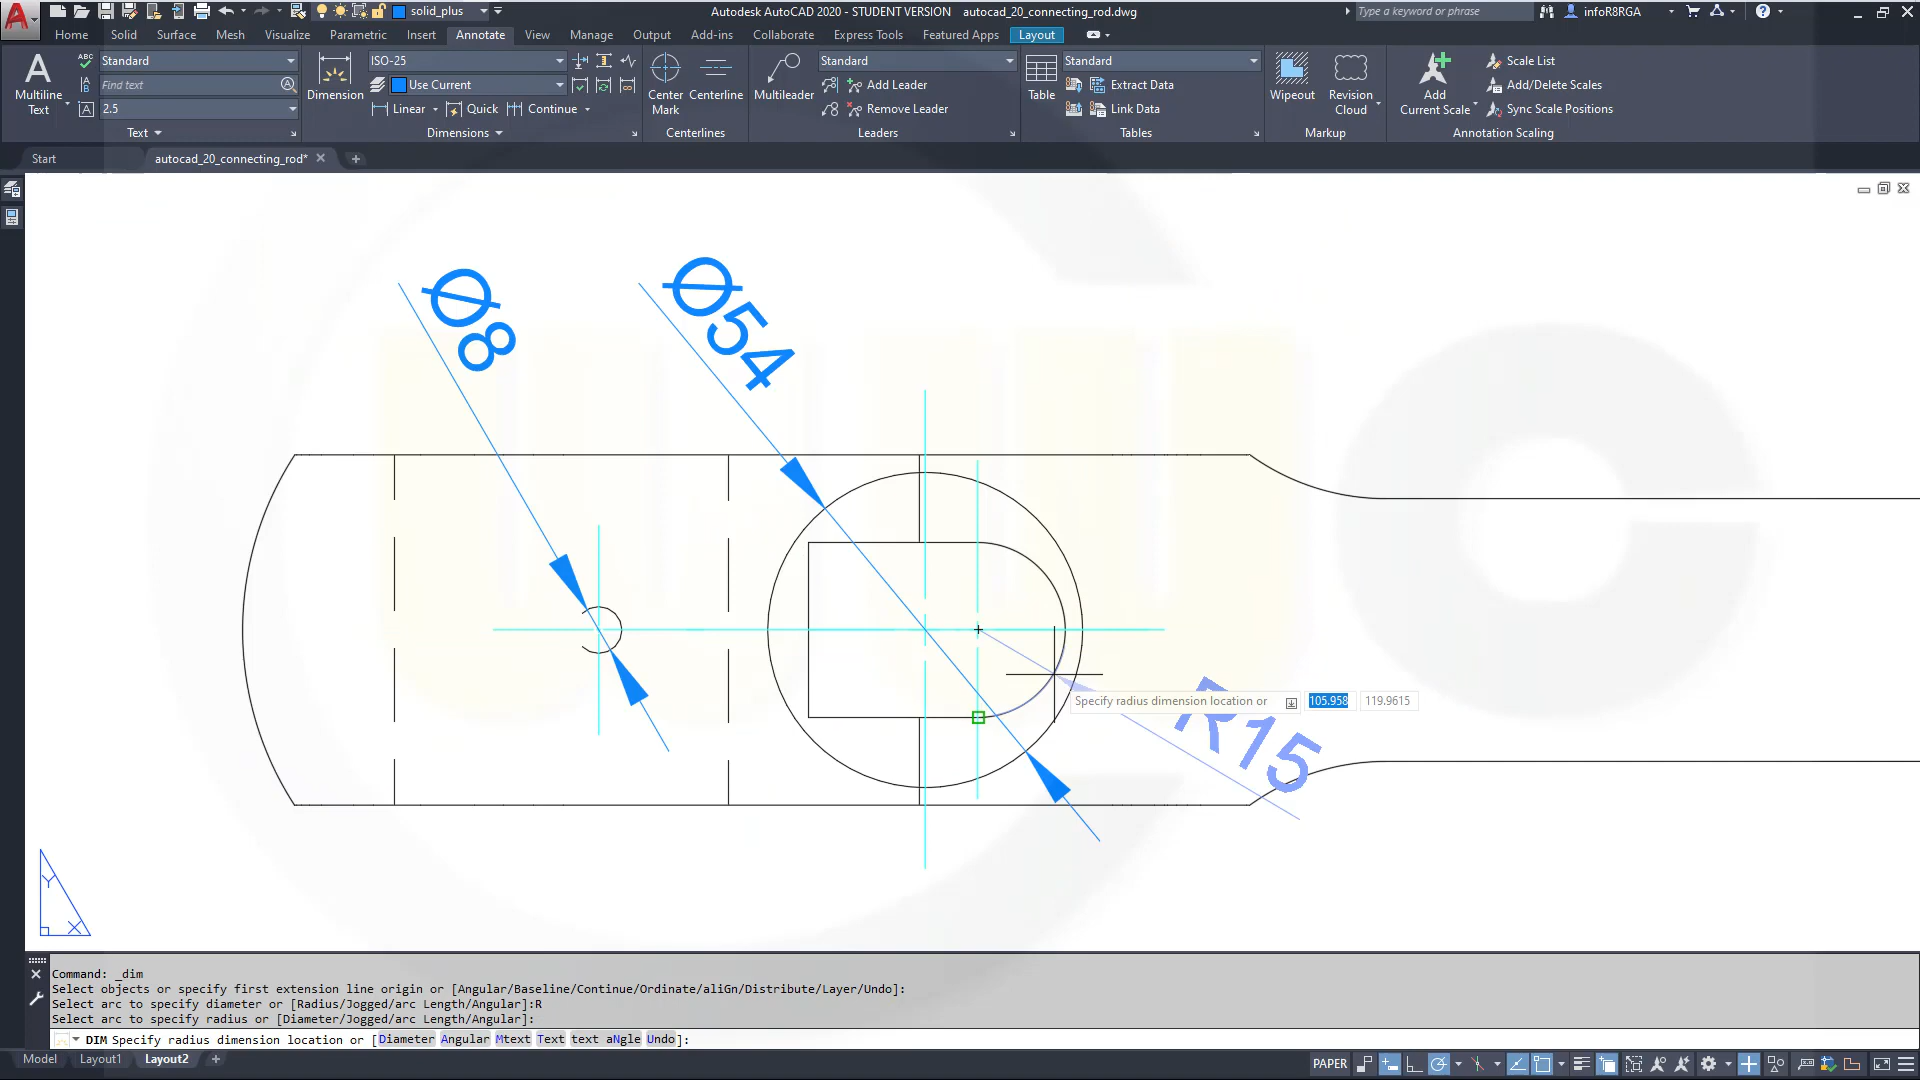 solid_plus
Autodesk AutoCAD 2020 - STUDENT VERSION autocad_20_connecting_rod.dwg
Type a keyword or phrase
infoR8RGA
Home Solid Surface Mesh Visualize Parametric Insert Annotate View Manage Output Add-ins Collaborate Express Tools Featured Apps Layout
Multiline Text
ABC
Standard
Find text
2.5
Text
Dimension
ISO-25
Use Current
Linear Quick Continue
Dimensions
Center Mark
Centerline
Centerlines
Multileader
Standard
Add Leader
Remove Leader
Leaders
Table
Standard
Extract Data
Link Data
Tables
Wipeout
Revision Cloud
Markup
Add Current Scale
Scale List
Add/Delete Scales
Sync Scale Positions
Annotation Scaling
Start
autocad_20_connecting_rod*
Ø8
Ø54
R15
Specify radius dimension location or 105.958 119.9615
Y
X
Command: _dim
Select objects or specify first extension line origin or [Angular/Baseline/Continue/Ordinate/aliGn/Distribute/Layer/Undo]:
Select arc to specify diameter or [Radius/Jogged/arc Length/Angular]:R
Select arc to specify radius or [Diameter/Jogged/arc Length/Angular]:
DIM Specify radius dimension location or [Diameter Angular Mtext Text text aNgle Undo]:
Model Layout1 Layout2
PAPER